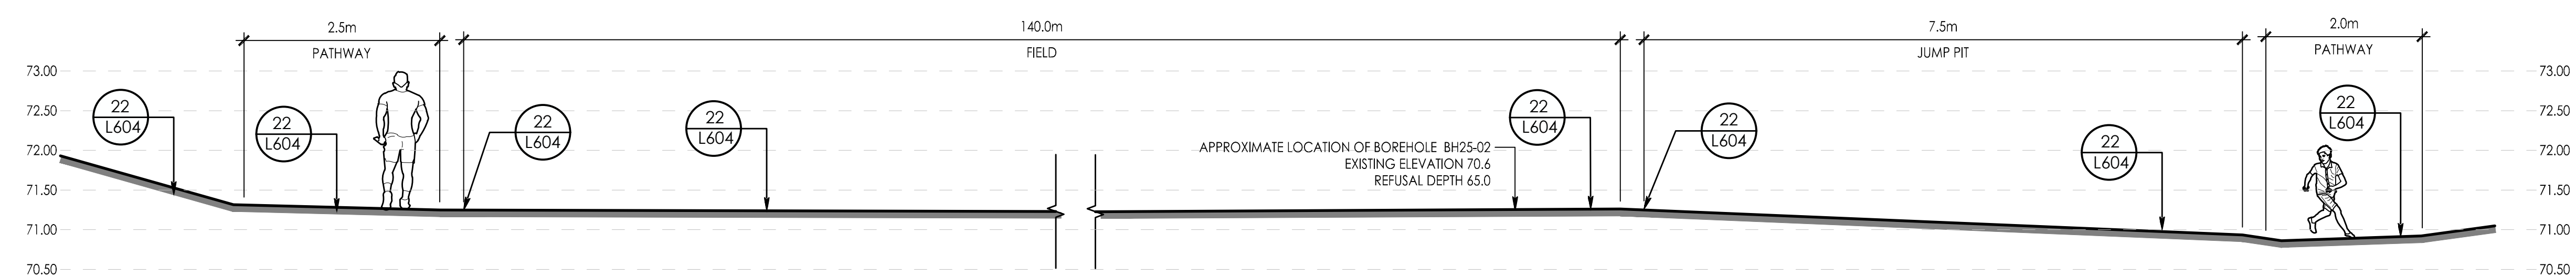 2.5m
PATHWAY
140.0m
FIELD
7.5m
JUMP PIT
2.0m
PATHWAY
73.00
73.00
72.50
72.50
72.00
72.00
71.50
71.50
71.00
71.00
70.50
70.50
22
L604
22
L604
22
L604
22
L604
APPROXIMATE LOCATION OF BOREHOLE BH25-02
EXISTING ELEVATION 70.6
REFUSAL DEPTH 65.0
22
L604
22
L604
22
L604
22
L604